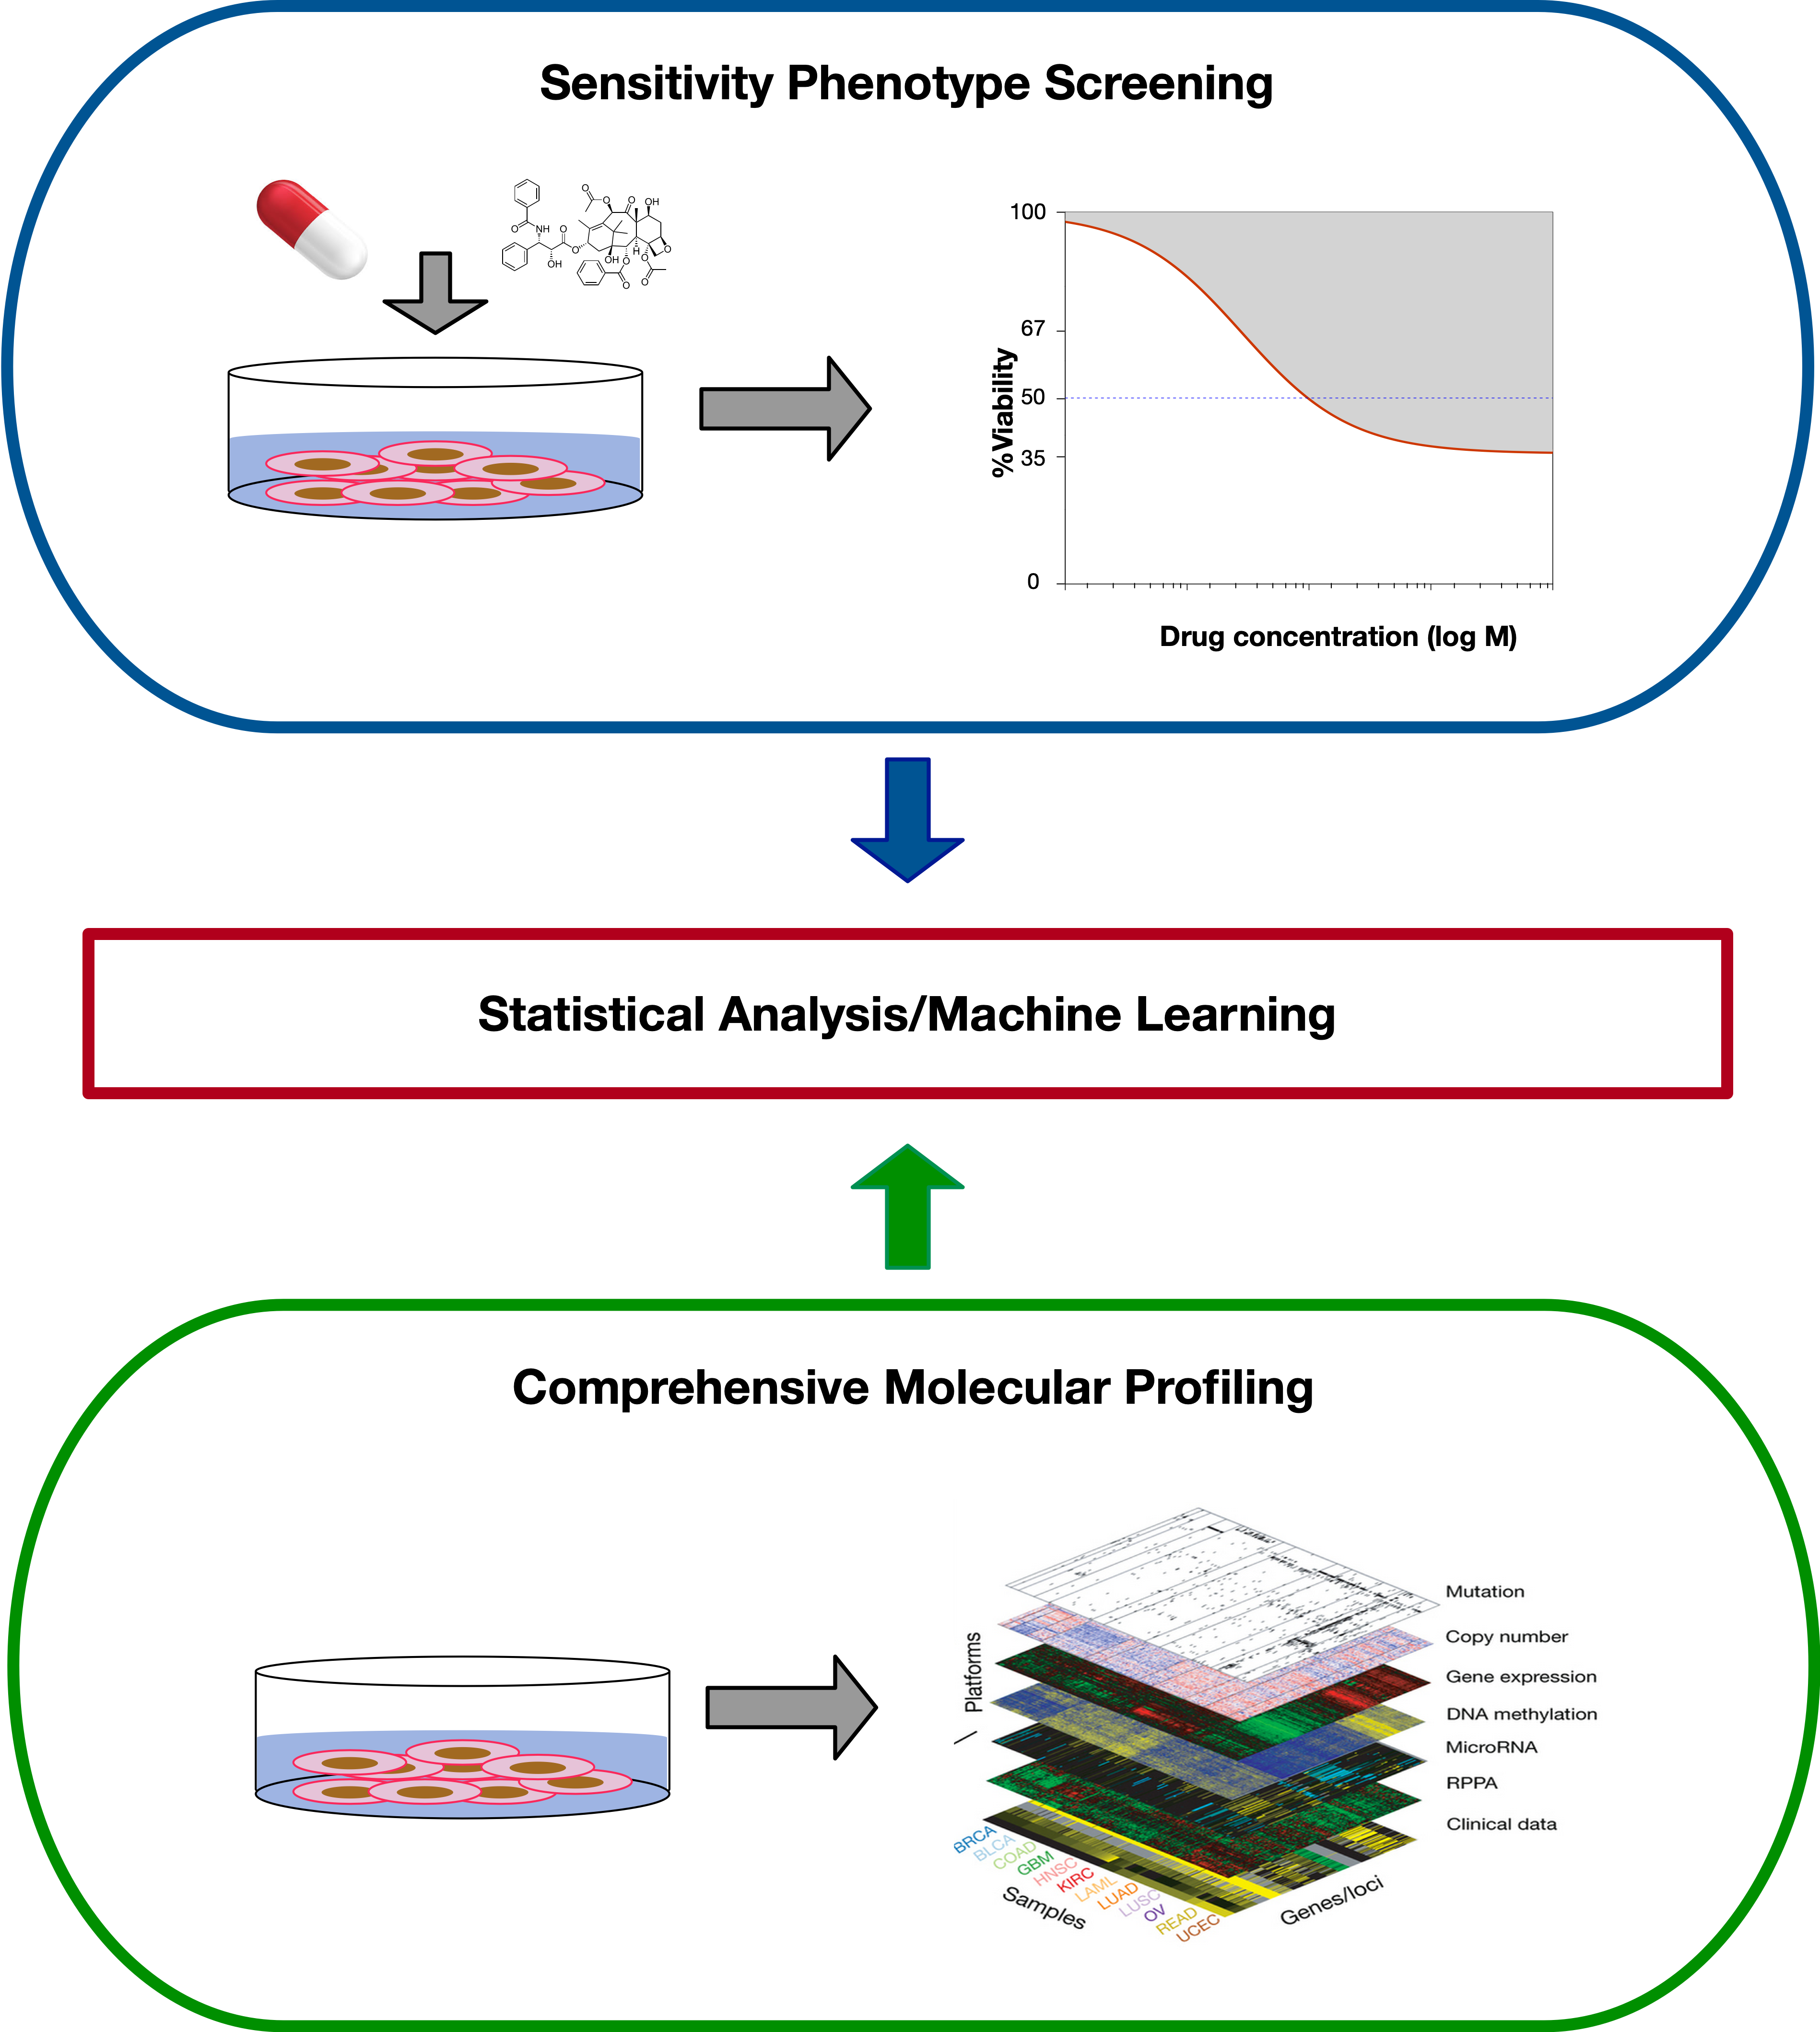 Sensitivity Phenotype Screening
O
O
O
OH
O
NH
O
O
O
OH
OH
O
O
H
O
O
O
100
67
50
35
0
%Viability
Drug concentration (log M)
Statistical Analysis/Machine Learning
Comprehensive Molecular Profiling
Mutation
Copy number
Gene expression
DNA methylation
MicroRNA
RPPA
Clinical data
Platforms
BRCA
BLCA
COAD
GBM
HNSC
KIRC
LAML
LUAD
LUSC
OV
READ
UCEC
Samples
Genes/loci